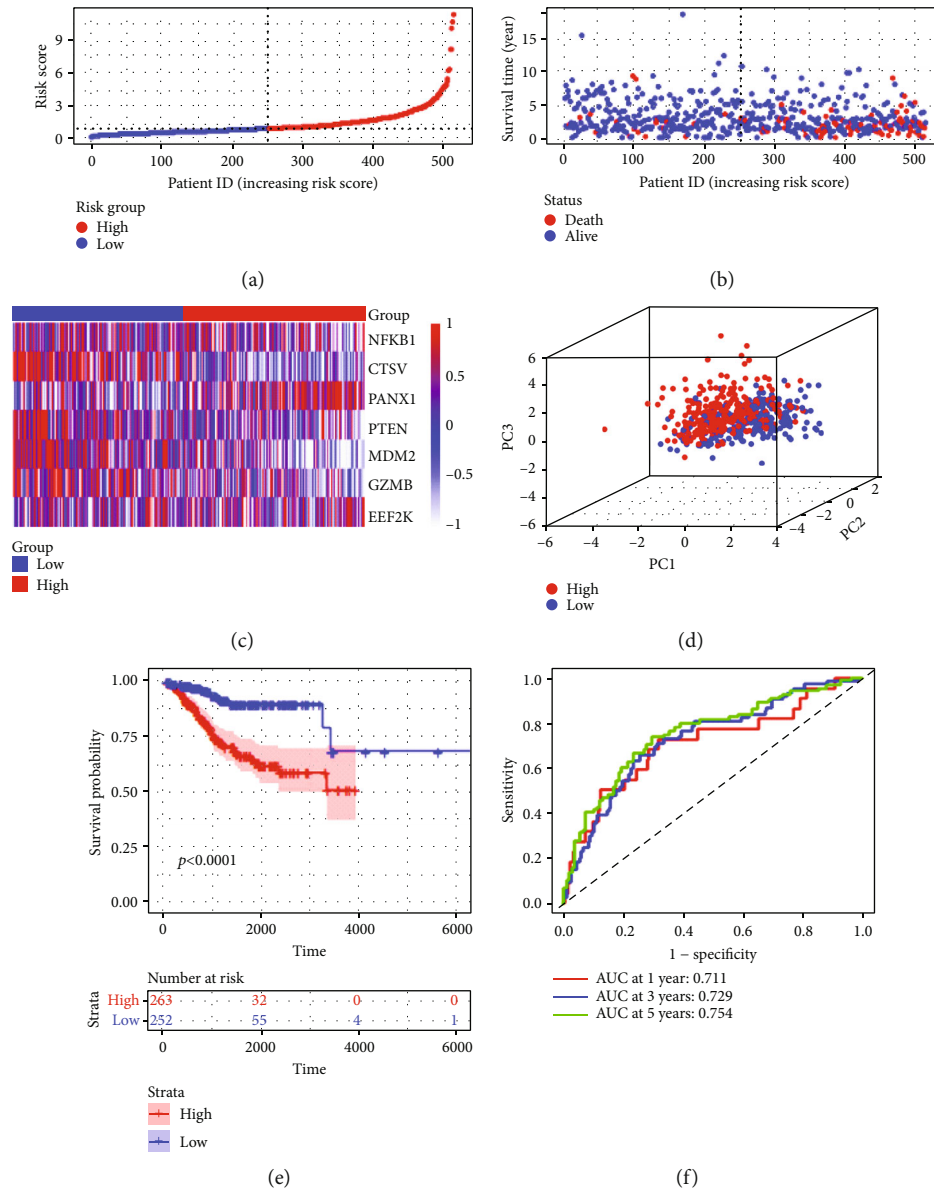 Risk score
9
6
3
0
0 100 200 300 400 500
Patient ID (increasing risk score)
Risk group
High
Low
(a)
Survival time (year)
15
10
5
0
0 100 200 300 400 500
Patient ID (increasing risk score)
Status
Death
Alive
(b)
Group
NFKB1
CTSV
PANX1
PTEN
MDM2
GZMB
EEF2K
1
0.5
0
−0.5
−1
Group
Low
High
(c)
PC3
6
4
2
0
−2
−4
−6
−6 −4 −2 0 2 4
PC1
−4 −2 0 2
PC2
High
Low
(d)
Survival probability
1.00
0.75
0.50
0.25
0.00
p<0.0001
0 2000 4000 6000
Time
Number at risk
Strata
High 263 32 0 0
Low 252 55 4 1
0 2000 4000 6000
Time
Strata
High
Low
(e)
Sensitivity
1.0
0.8
0.6
0.4
0.2
0.0
0.0 0.2 0.4 0.6 0.8 1.0
1 − specificity
AUC at 1 year: 0.711
AUC at 3 years: 0.729
AUC at 5 years: 0.754
(f)